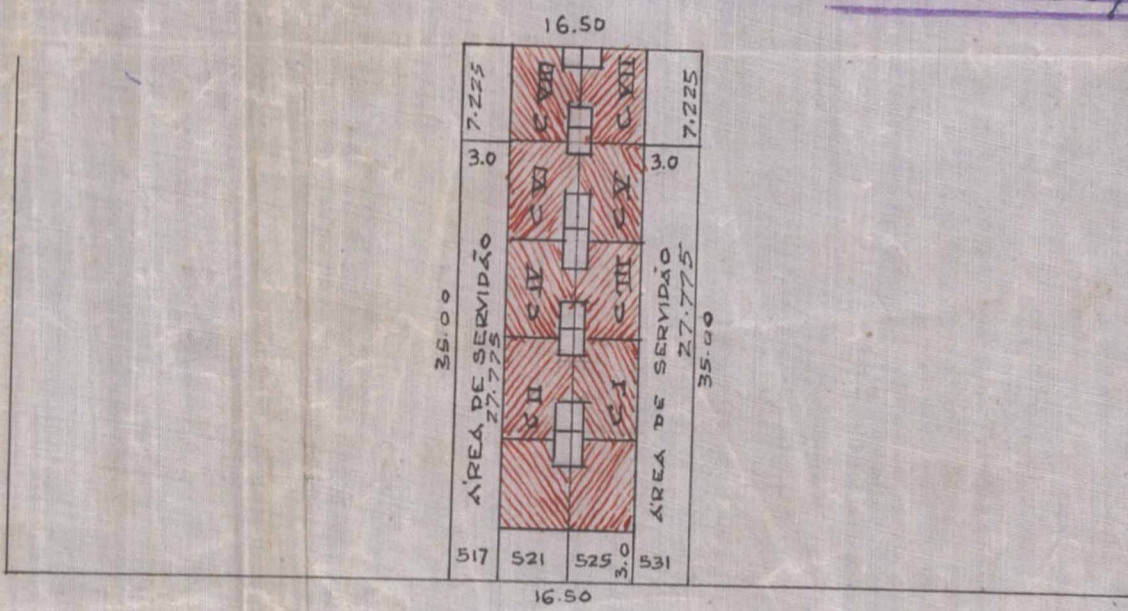 16.50
7.225
C VIII
C VII
7.225
3.0
C VI
C V
3.0
ÁREA DE SERVIDÃO
27.775
35.00
C IV
C III
ÁREA DE SERVIDÃO
27.775
35.00
C II
C I
517
521
525
3.0
531
16.50